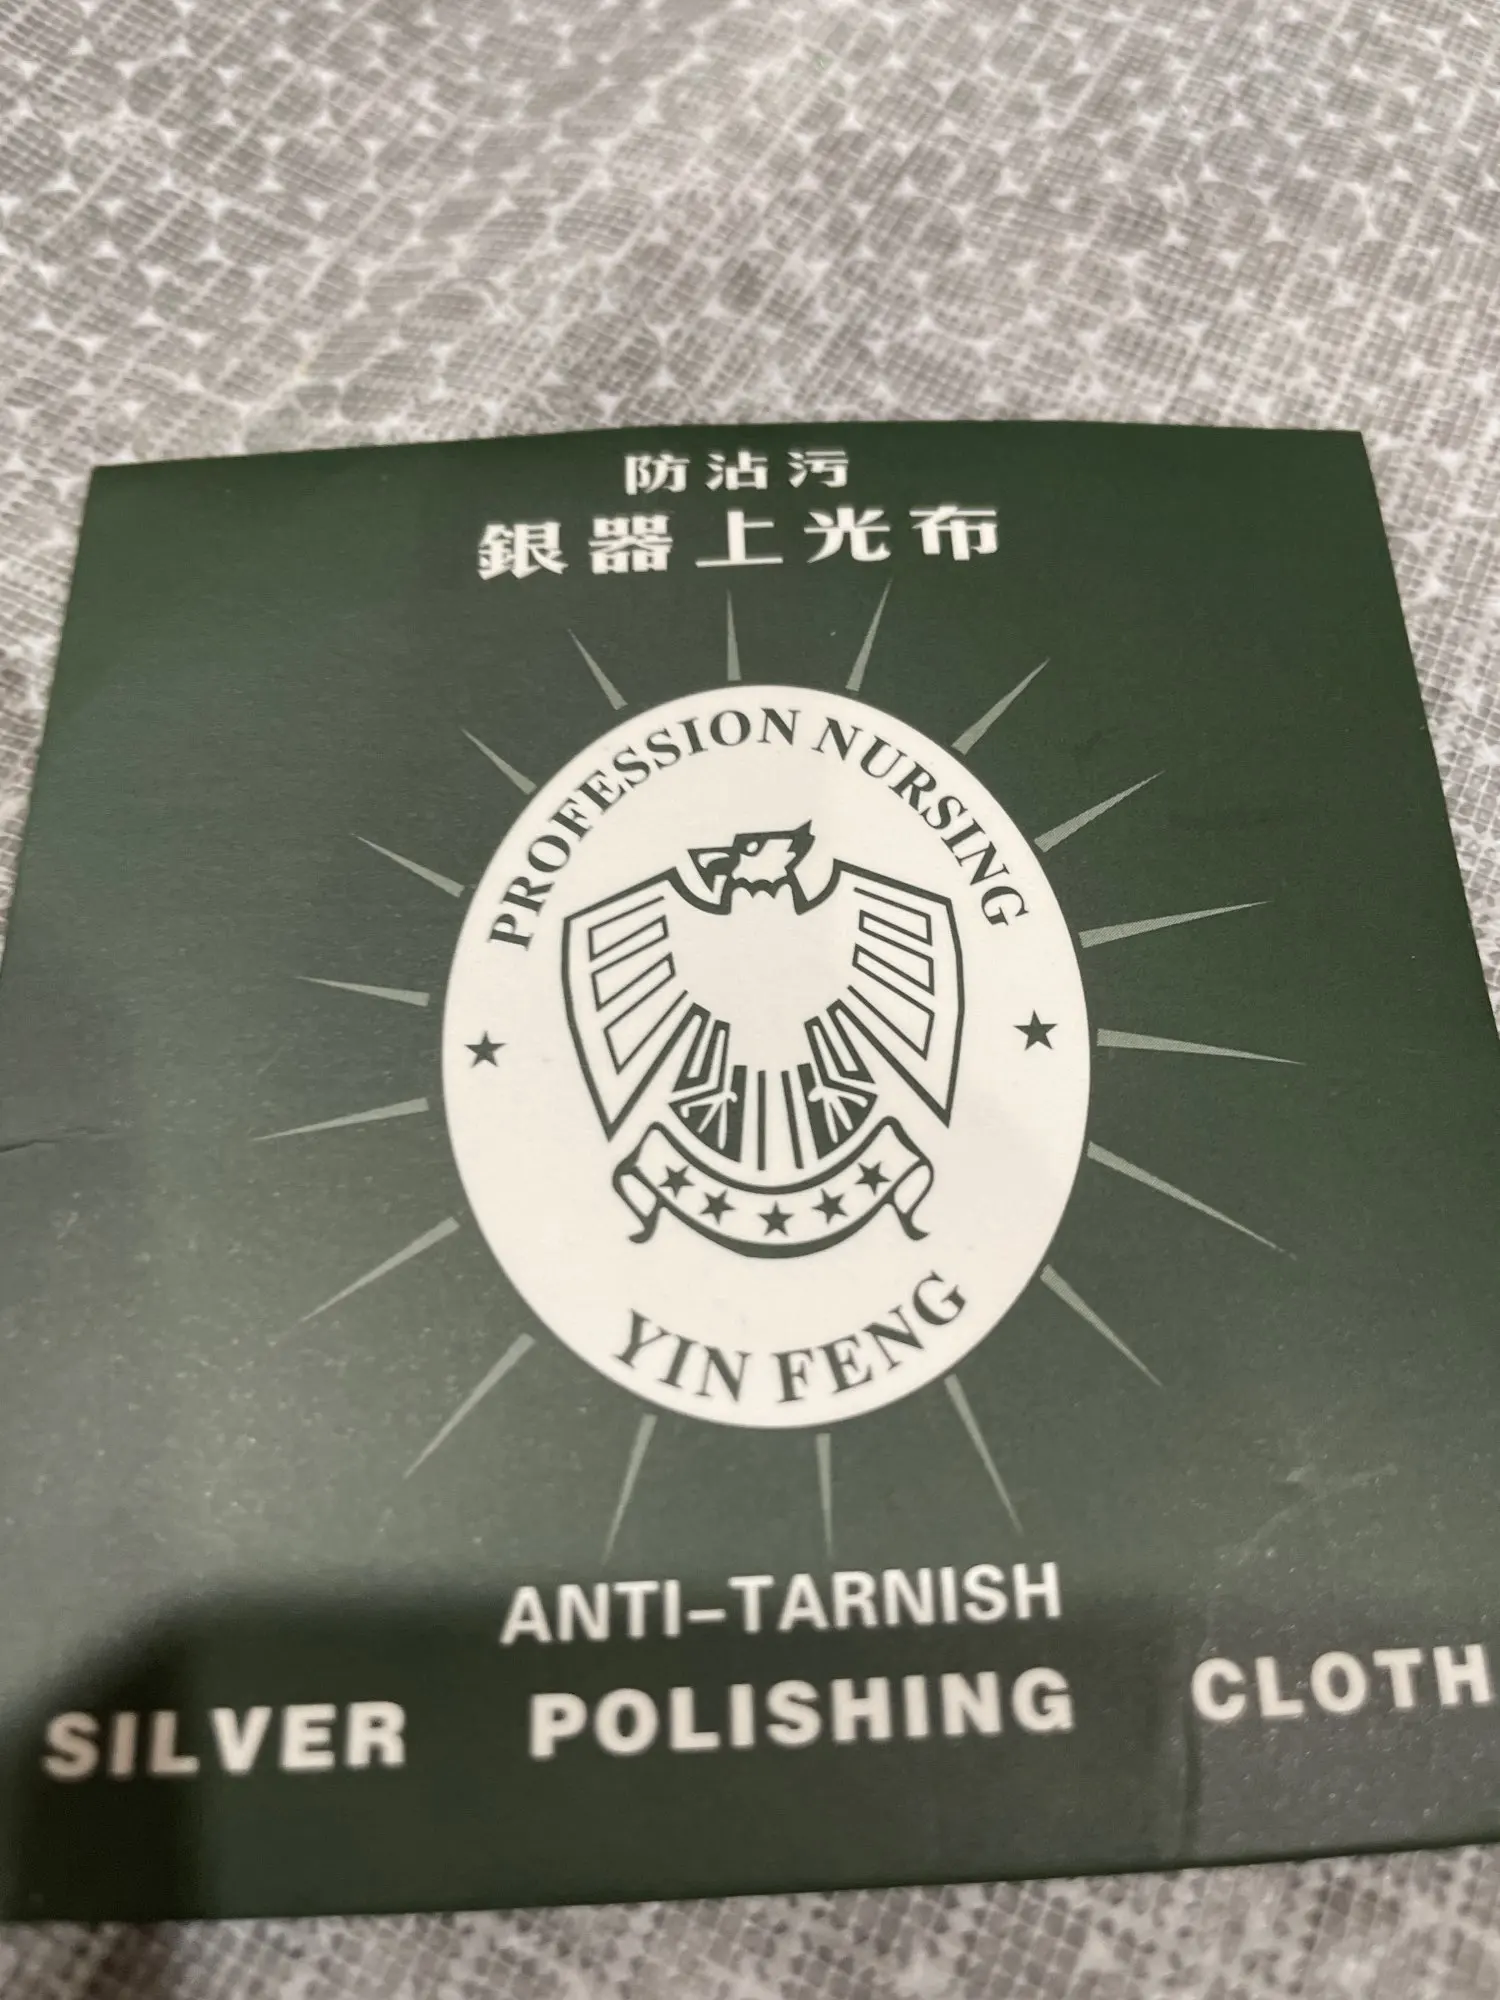 防沾污
銀器上光布
PROFESSION NURSING
YIN FENG
ANTI-TARNISH
SILVER POLISHING CLOTH